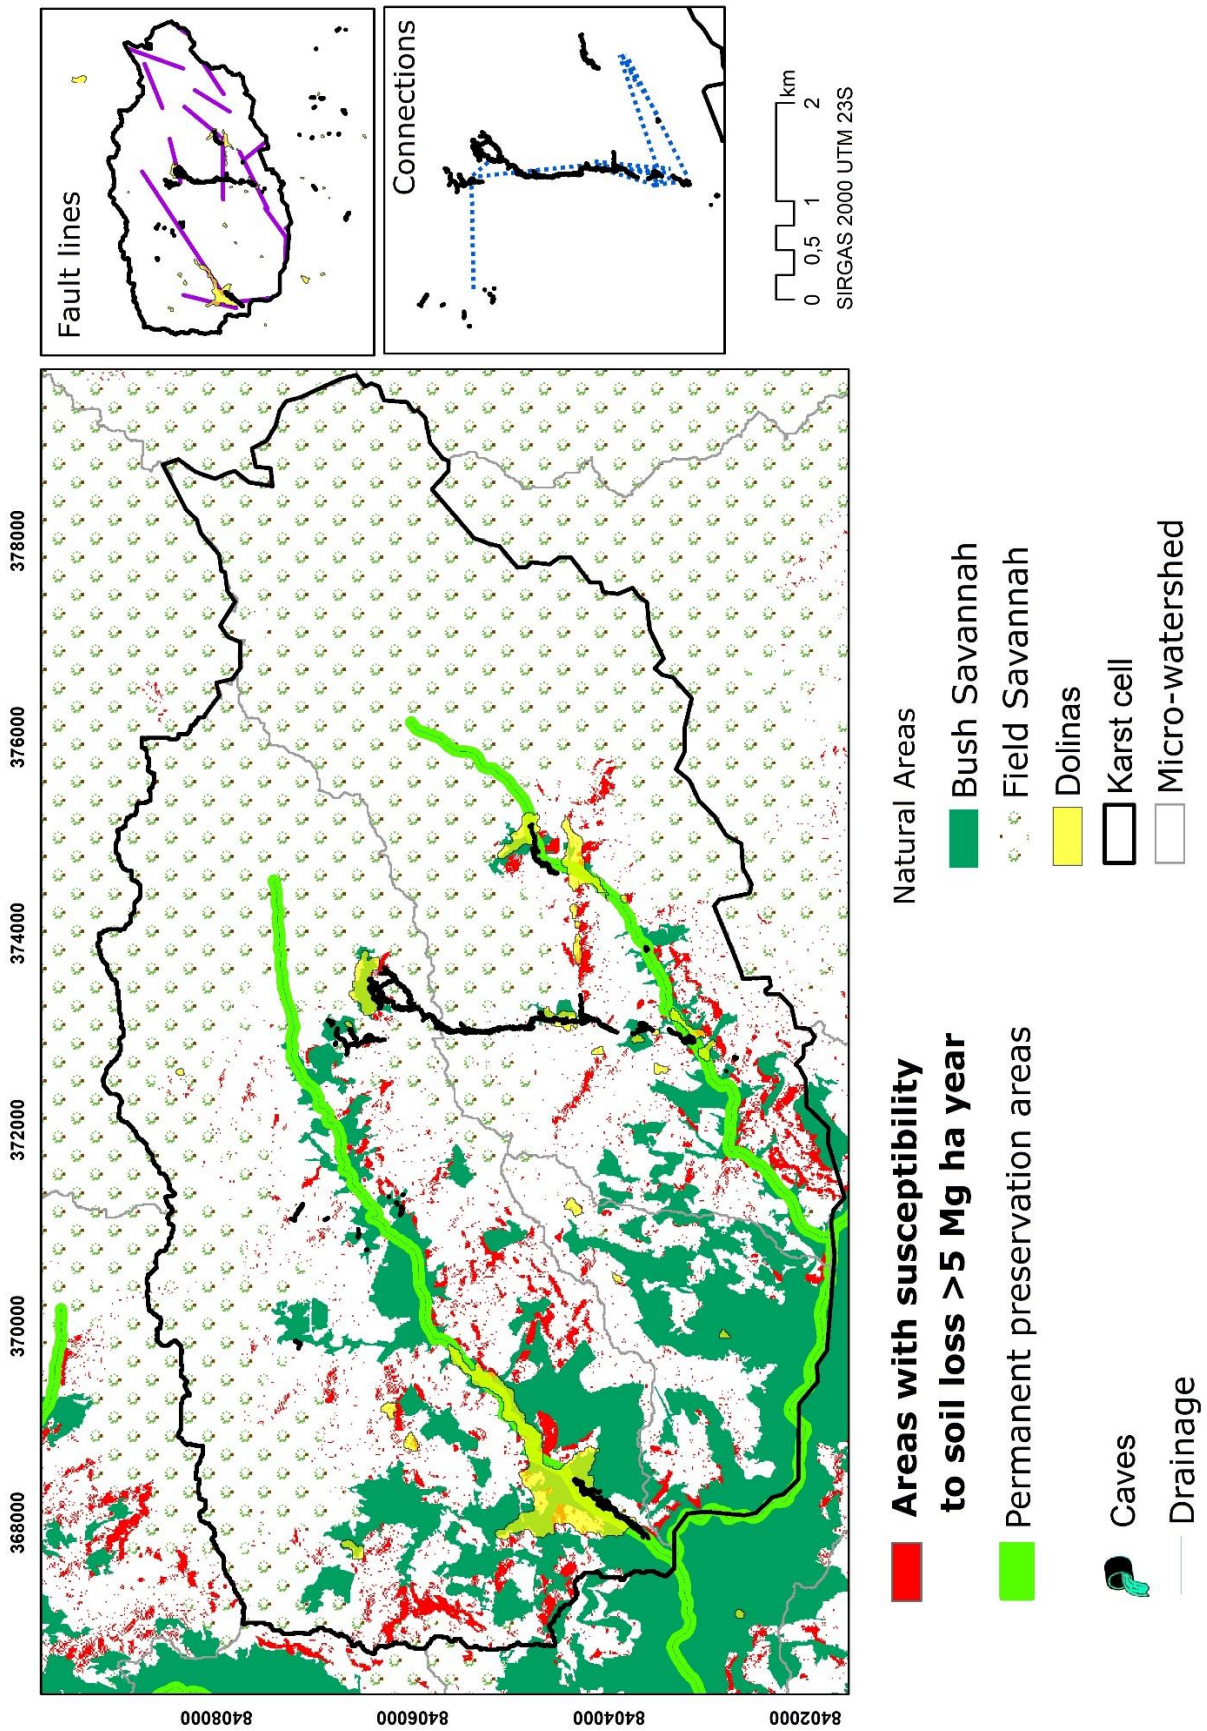 368000
370000
372000
374000
376000
378000
8408000
8406000
8404000
8402000
Fault lines
Connections
0
0,5
1
2
km
SIRGAS 2000 UTM 23S
Areas with susceptibility
to soil loss >5 Mg ha year
Permanent preservation areas
Caves
Drainage
Natural Areas
Bush Savannah
Field Savannah
Dolinas
Karst cell
Micro-watershed